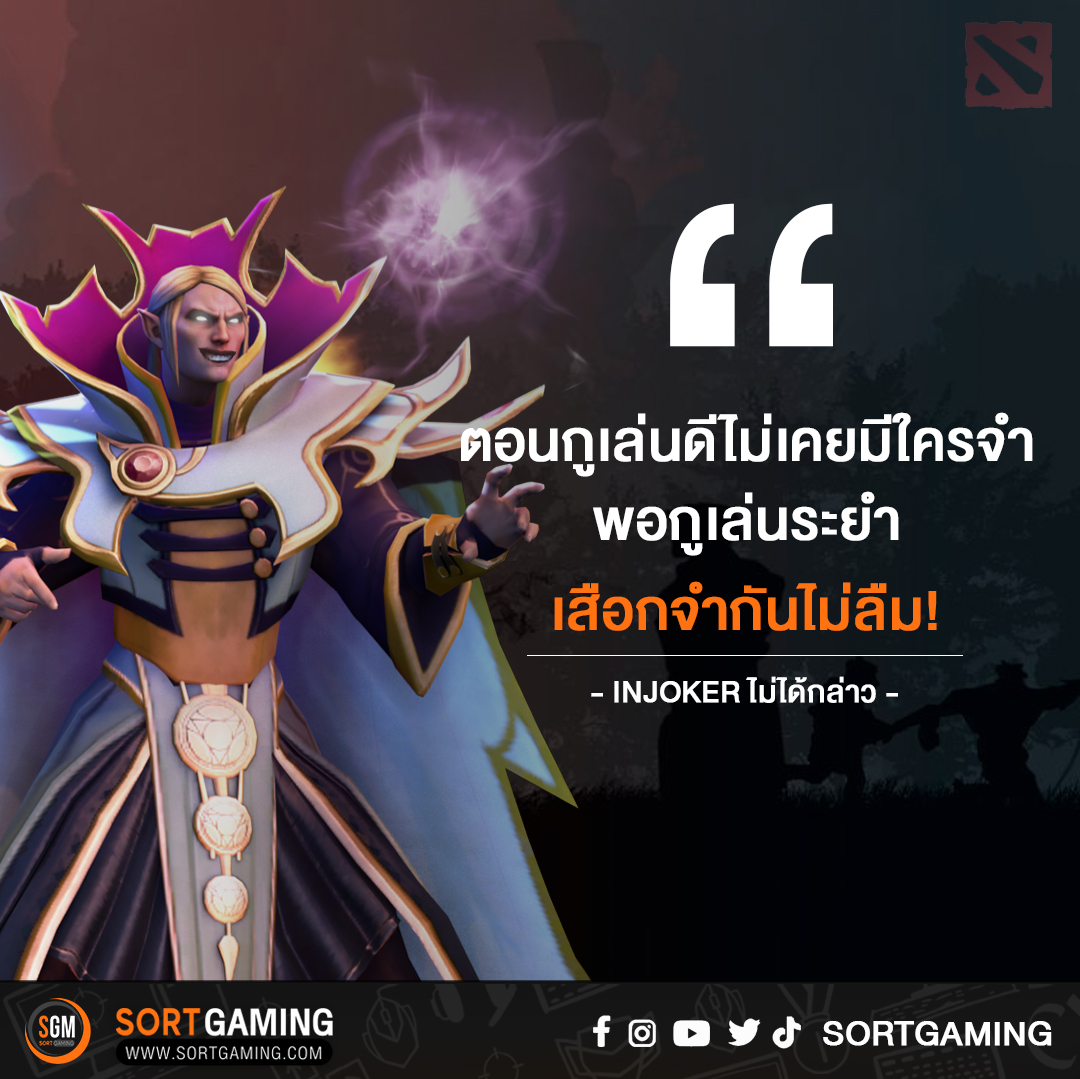 “
ตอนกูเล่นดีไม่เคยมีใครจำ
พอกูเล่นระยำ
เสือกจำกันไม่ลืม!
- INJOKER ไม่ได้กล่าว -
SGM
SORT GAMING
SORTGAMING
WWW.SORTGAMING.COM
SORTGAMING